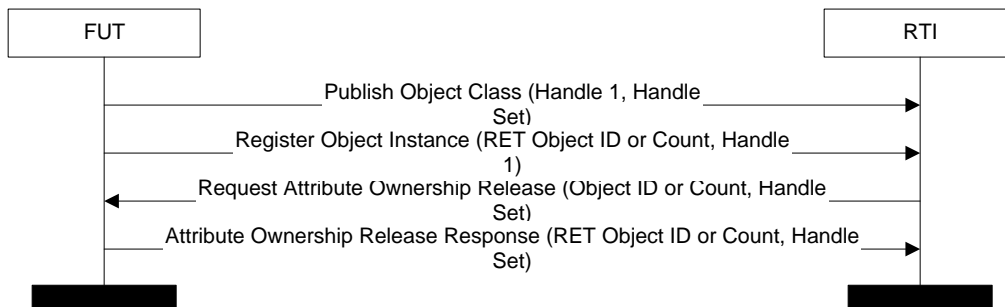 FUT
RTI
Publish Object Class (Handle 1, Handle
Set)
Register Object Instance (RET Object ID or Count, Handle
1)
Request Attribute Ownership Release (Object ID or Count, Handle
Set)
Attribute Ownership Release Response (RET Object ID or Count, Handle
Set)